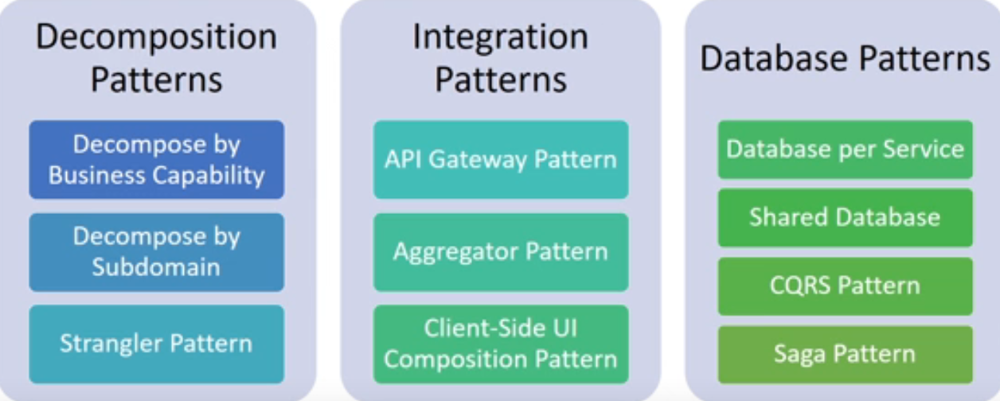 Decomposition
Patterns
Decompose by
Business Capability
Decompose by
Subdomain
Strangler Pattern
Integration
Patterns
API Gateway Pattern
Aggregator Pattern
Client-Side UI
Composition Pattern
Database Patterns
Database per Service
Shared Database
CQRS Pattern
Saga Pattern